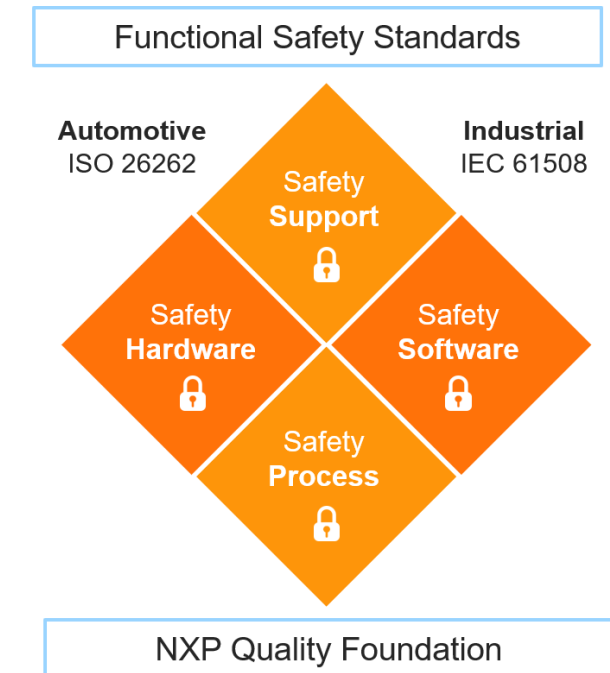 Functional Safety Standards
Automotive
ISO 26262
Industrial
IEC 61508
Safety
Support
Safety
Hardware
Safety
Software
Safety
Process
NXP Quality Foundation